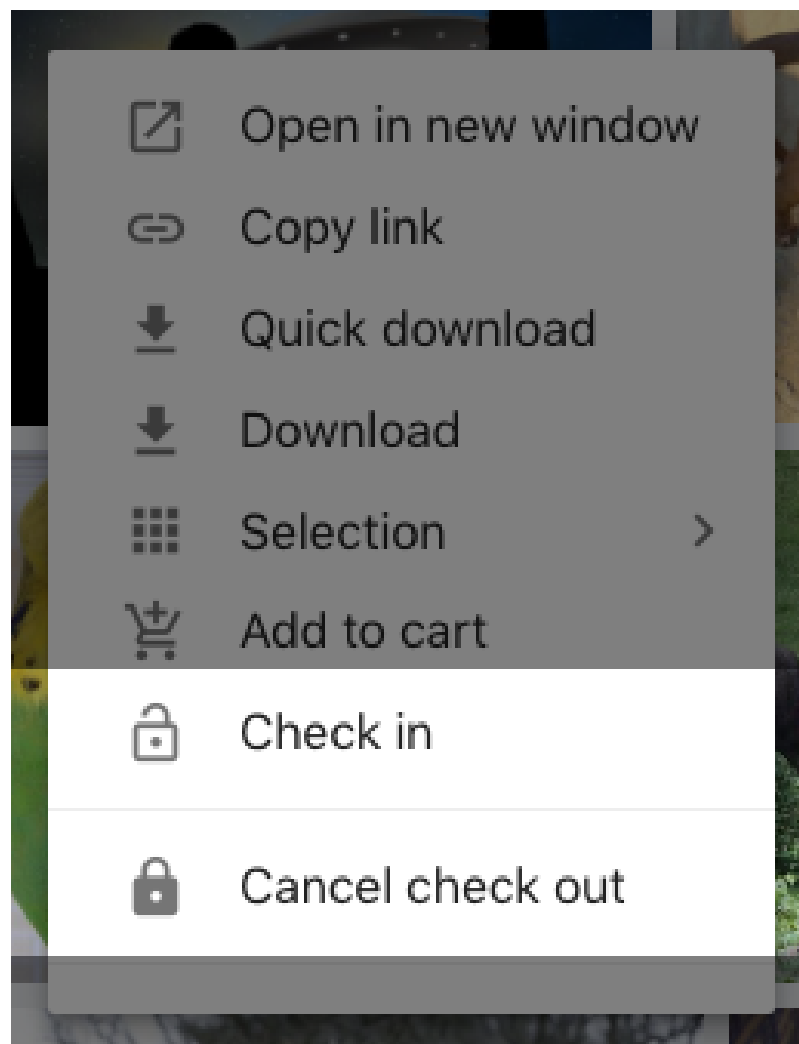 Open in new window
Copy link
Quick download
Download
Selection
Add to cart
Check in
Cancel check out